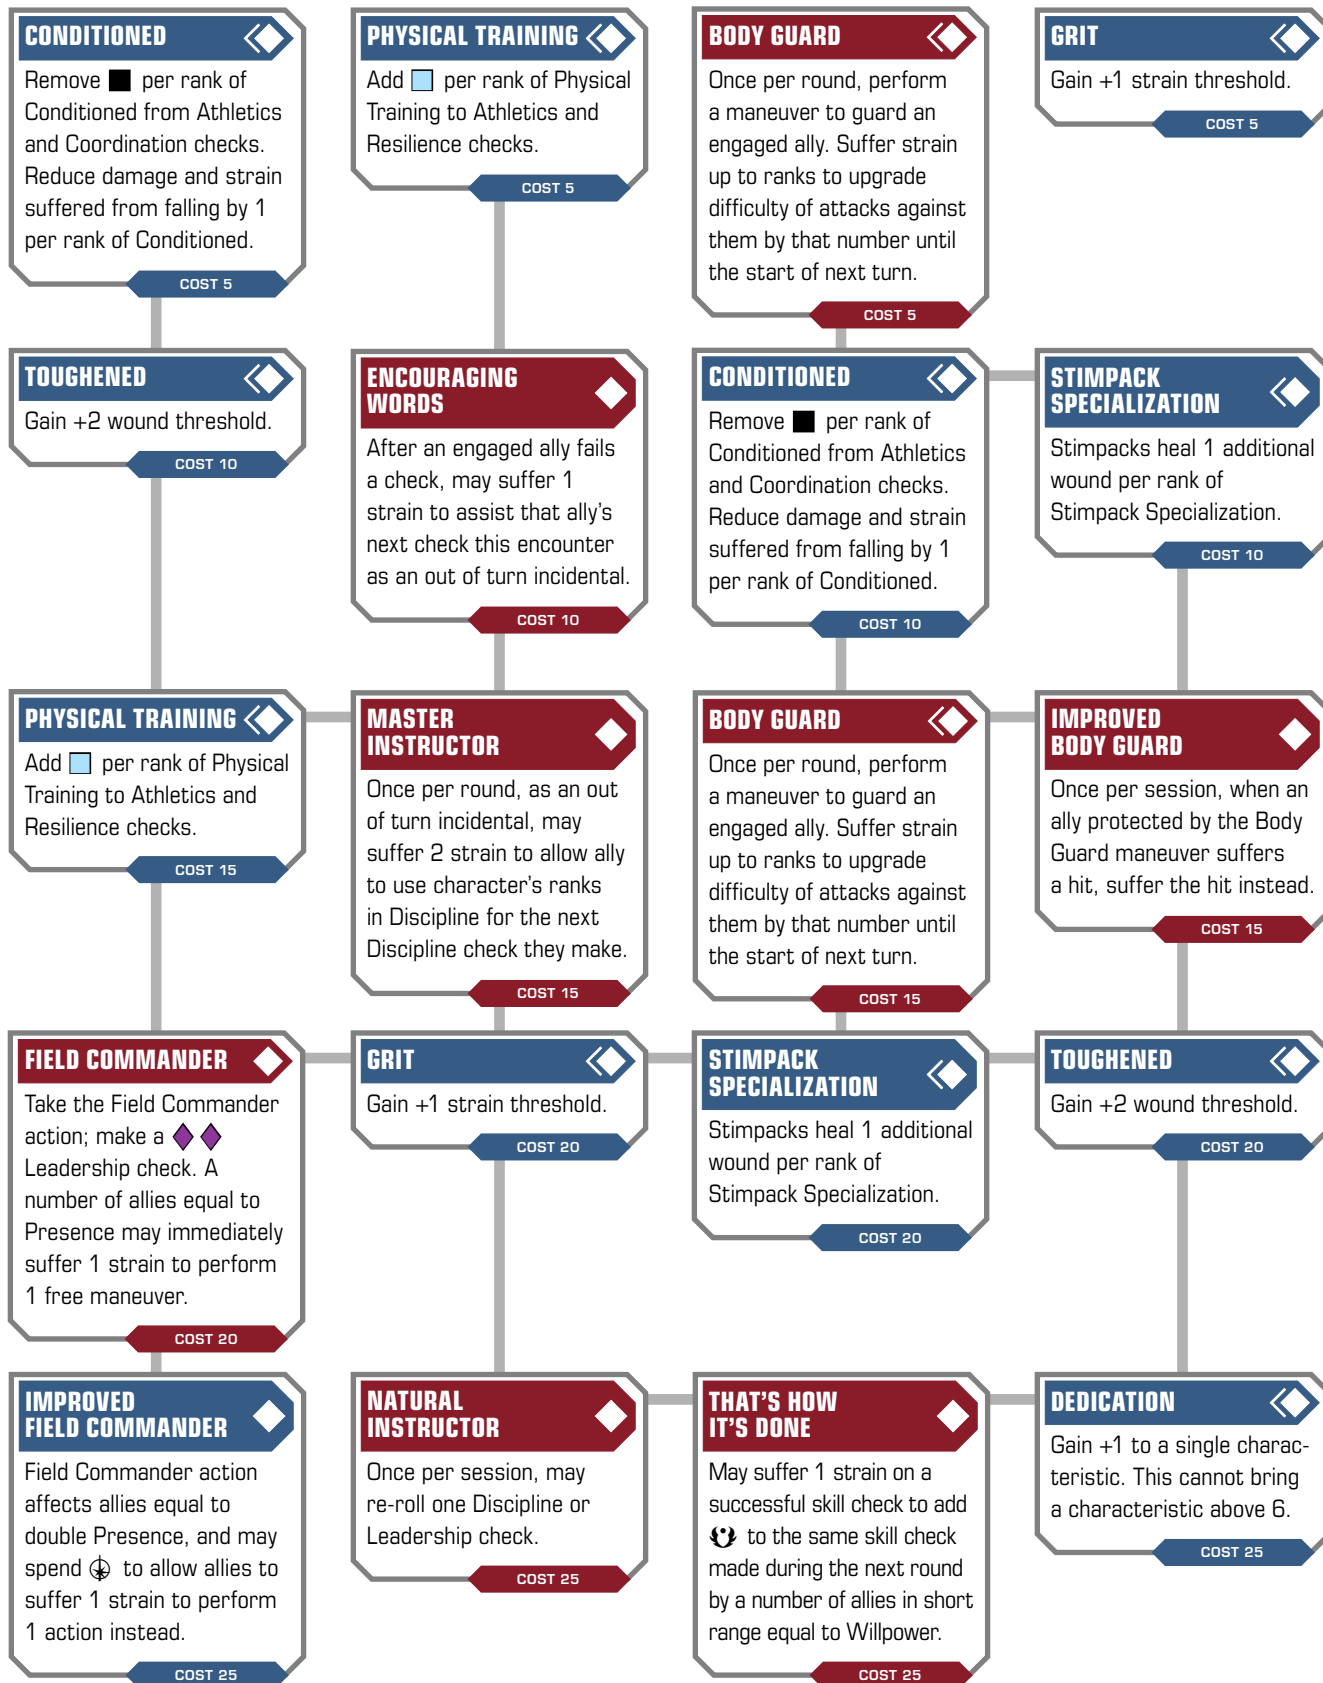 CONDITIONED
Remove per rank of
Conditioned from Athletics
and Coordination checks.
Reduce damage and strain
suffered from falling by 1
per rank of Conditioned.
COST 5
PHYSICAL TRAINING
Add per rank of Physical
Training to Athletics and
Resilience checks.
COST 5
BODY GUARD
Once per round, perform
a maneuver to guard an
engaged ally. Suffer strain
up to ranks to upgrade
difficulty of attacks against
them by that number until
the start of next turn.
COST 5
GRIT
Gain +1 strain threshold.
COST 5
TOUGHENED
Gain +2 wound threshold.
COST 10
ENCOURAGING
WORDS
After an engaged ally fails
a check, may suffer 1
strain to assist that ally's
next check this encounter
as an out of turn incidental.
COST 10
CONDITIONED
Remove per rank of
Conditioned from Athletics
and Coordination checks.
Reduce damage and strain
suffered from falling by 1
per rank of Conditioned.
COST 10
STIMPACK
SPECIALIZATION
Stimpacks heal 1 additional
wound per rank of
Stimpack Specialization.
COST 10
PHYSICAL TRAINING
Add per rank of Physical
Training to Athletics and
Resilience checks.
COST 15
MASTER
INSTRUCTOR
Once per round, as an out
of turn incidental, may
suffer 2 strain to allow ally
to use character's ranks
in Discipline for the next
Discipline check they make.
COST 15
BODY GUARD
Once per round, perform
a maneuver to guard an
engaged ally. Suffer strain
up to ranks to upgrade
difficulty of attacks against
them by that number until
the start of next turn.
COST 15
IMPROVED
BODY GUARD
Once per session, when an
ally protected by the Body
Guard maneuver suffers
a hit, suffer the hit instead.
COST 15
FIELD COMMANDER
Take the Field Commander
action; make a
Leadership check. A
number of allies equal to
Presence may immediately
suffer 1 strain to perform
1 free maneuver.
COST 20
GRIT
Gain +1 strain threshold.
COST 20
STIMPACK
SPECIALIZATION
Stimpacks heal 1 additional
wound per rank of
Stimpack Specialization.
COST 20
TOUGHENED
Gain +2 wound threshold.
COST 20
IMPROVED
FIELD COMMANDER
Field Commander action
affects allies equal to
double Presence, and may
spend to allow allies to
suffer 1 strain to perform
1 action instead.
COST 25
NATURAL
INSTRUCTOR
Once per session, may
re-roll one Discipline or
Leadership check.
COST 25
THAT'S HOW
IT'S DONE
May suffer 1 strain on a
successful skill check to add
to the same skill check
made during the next round
by a number of allies in short
range equal to Willpower.
COST 25
DEDICATION
Gain +1 to a single charac-
teristic. This cannot bring
a characteristic above 6.
COST 25